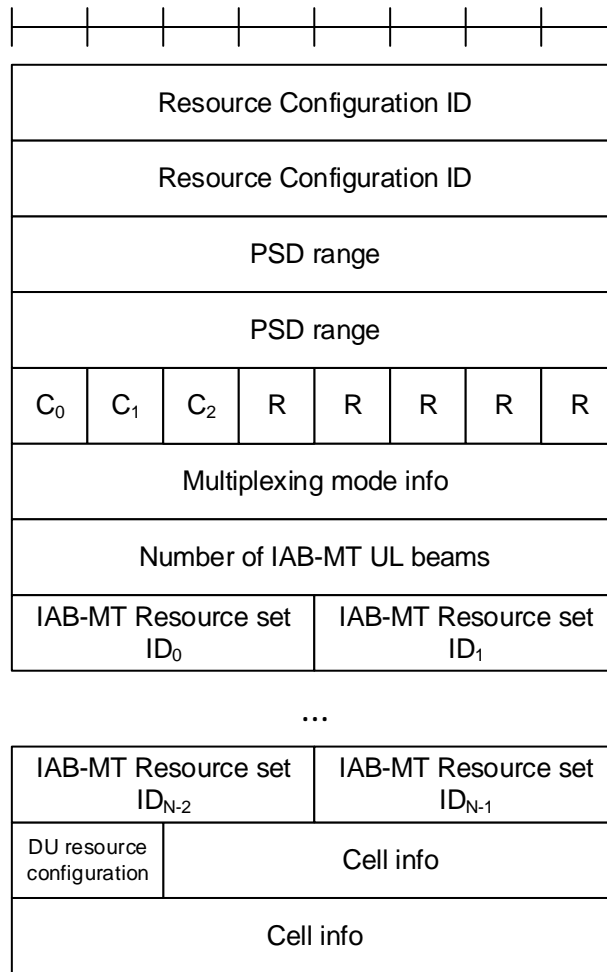 Resource Configuration ID
Resource Configuration ID
PSD range
PSD range
C₀ C₁ C₂ R R R R R
Multiplexing mode info
Number of IAB-MT UL beams
IAB-MT Resource set ID₀ IAB-MT Resource set ID₁
...
IAB-MT Resource set ID_N-2 IAB-MT Resource set ID_N-1
DU resource configuration Cell info
Cell info